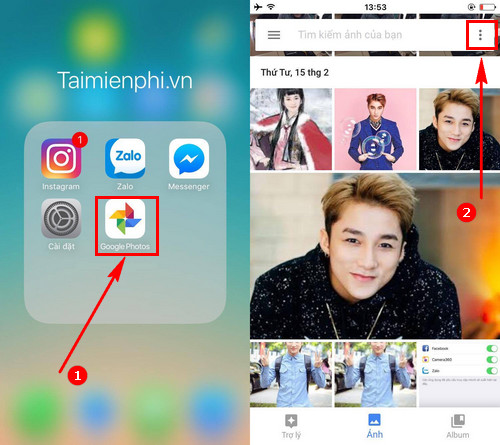 Taimienphi.vn
1
Instagram
Zalo
Zalo
Messenger
Cài đặt
Google Photos
1
13:53
Tìm kiếm ảnh của bạn
Thứ Tư, 15 thg 2
2
Facebook
Camera360
Zalo
Trợ lý
Ảnh
Album